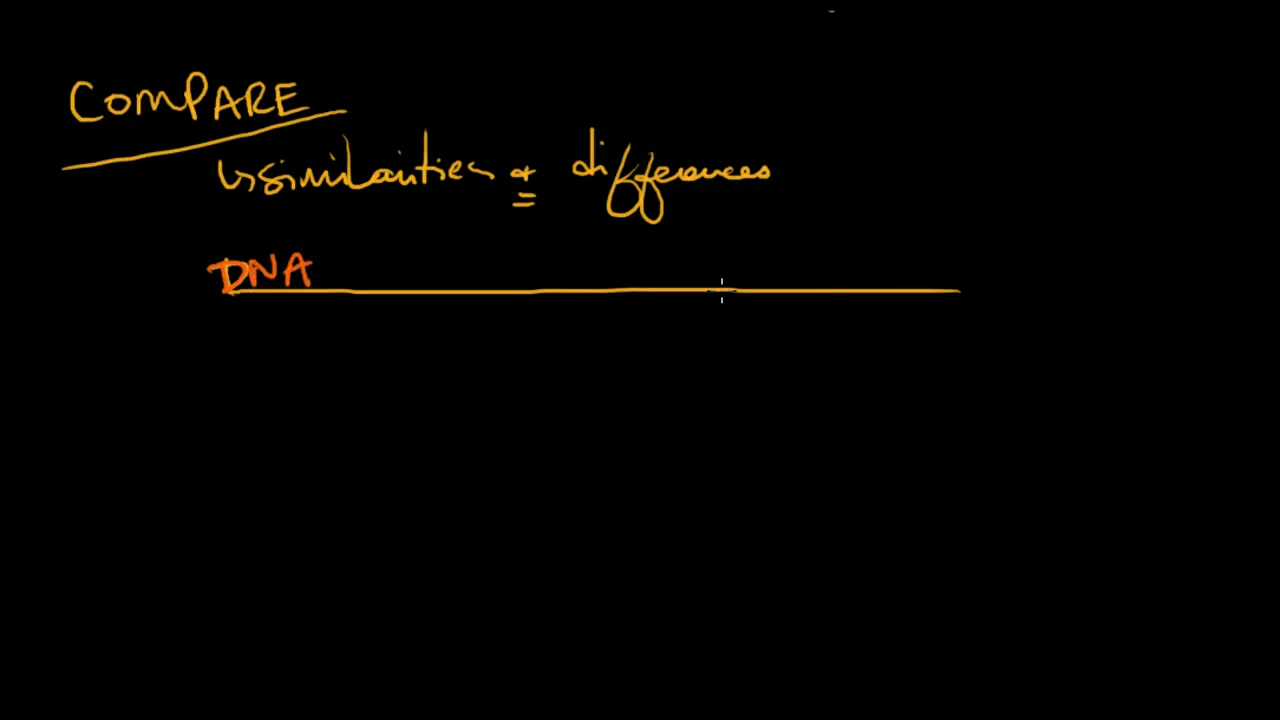 COMPARE
↳ similarities + differences
DNA